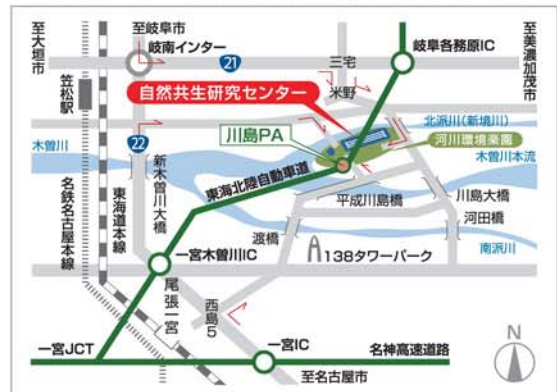 至岐阜市
岐南インター
21
三宅
米野
岐阜各務原IC
至大垣市
至美濃加茂市
笠松駅
自然共生研究センター
北派川(新境川)
河川環境楽園
木曽川本流
川島PA
木曽川
22
新木曽川大橋
東海北陸自動車道
平成川島橋
川島大橋
河田橋
渡橋
138タワーパーク
南派川
名鉄名古屋本線
東海道本線
一宮木曽川IC
尾張一宮
西島5
一宮JCT
一宮IC
名神高速道路
至名古屋市
N